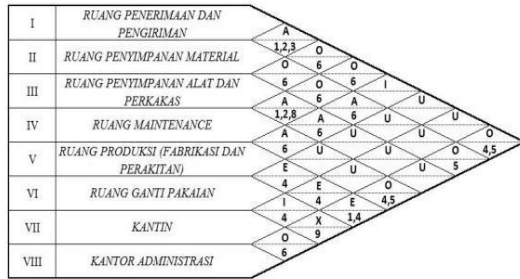 I
RUANG PENERIMAAN DAN
PENGIRIMAN
II
RUANG PENYIMPANAN MATERIAL
III
RUANG PENYIMPANAN ALAT DAN
PERKAKAS
IV
RUANG MAINTENANCE
V
RUANG PRODUKSI (FABRIKASI DAN
PERAKITAN)
VI
RUANG GANTI PAKAIAN
VII
KANTIN
VIII
KANTOR ADMINISTRASI
A
1,2,3 O
O 6 O
6 O 6 I
A 6 A U U
1,2,8 A 6 U U O
A 6 U U O 4,5
6 U U O 5
E U U
4 E O
I 4 E 4,5
4 X 1,4
O 9
6